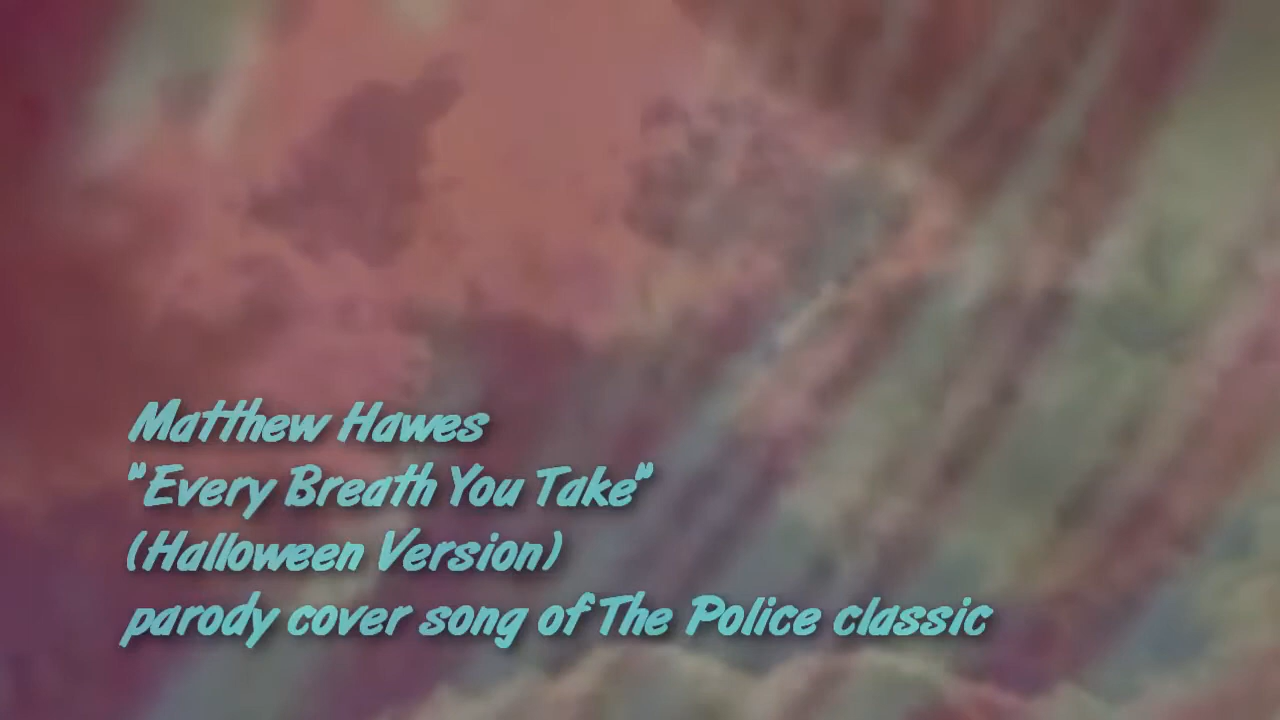 Matthew Hawes
"Every Breath You Take"
(Halloween Version)
parody cover song of The Police classic